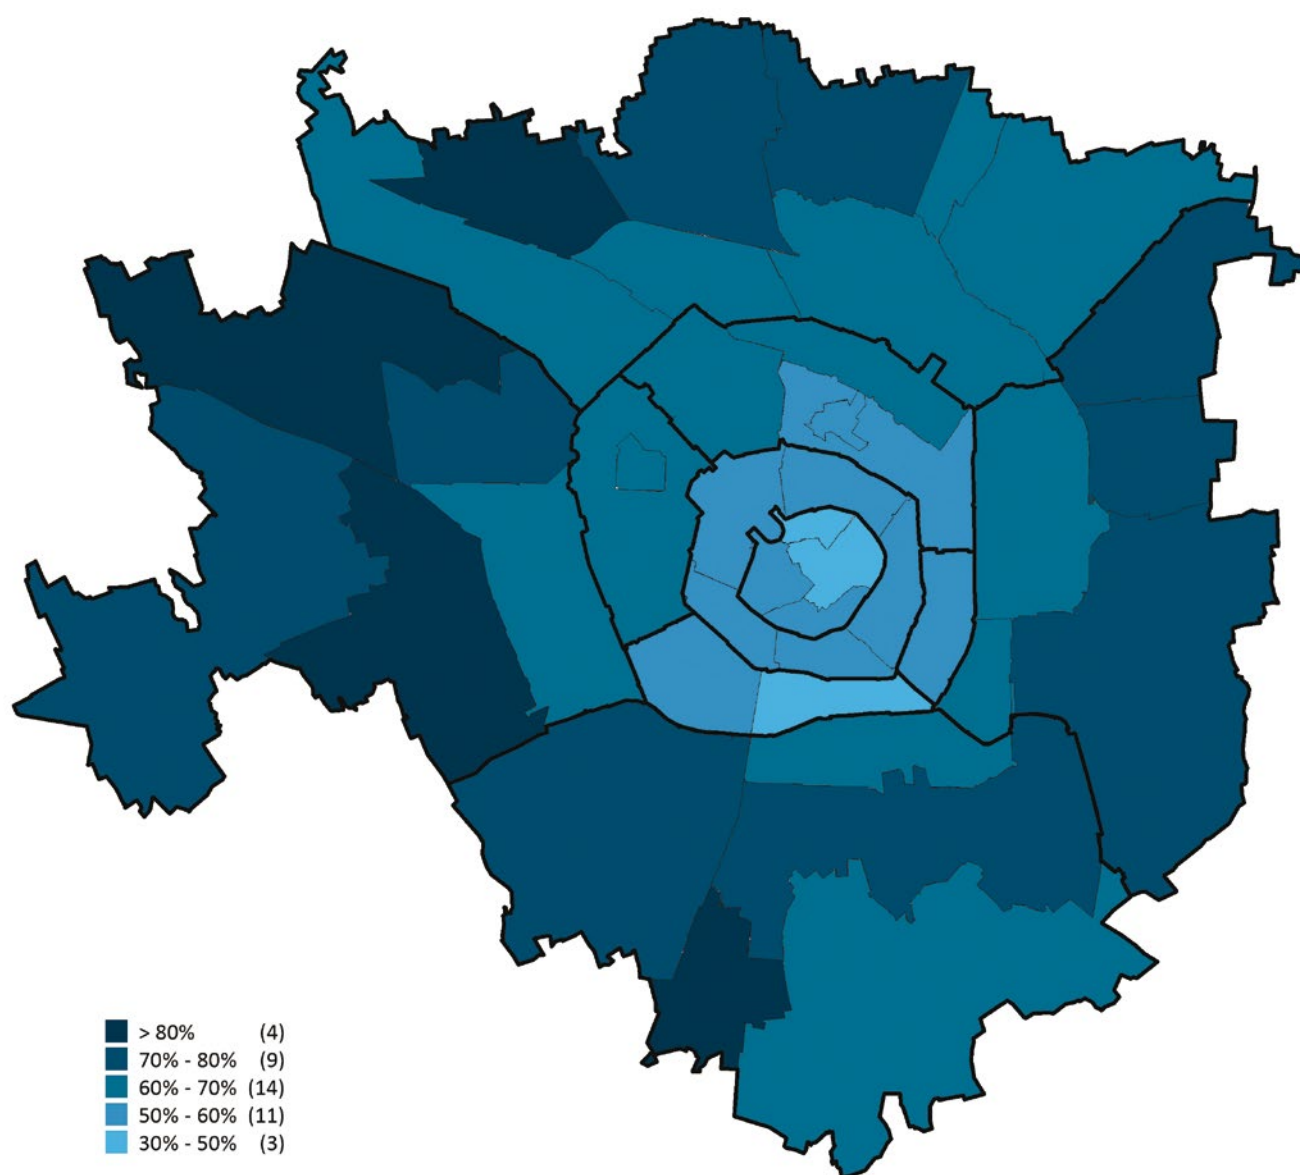 > 80% (4)
70% - 80% (9)
60% - 70% (14)
50% - 60% (11)
30% - 50% (3)